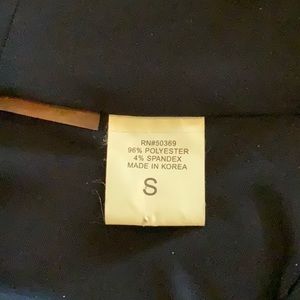 RN#50369
96% POLYESTER
4% SPANDEX
MADE IN KOREA
S